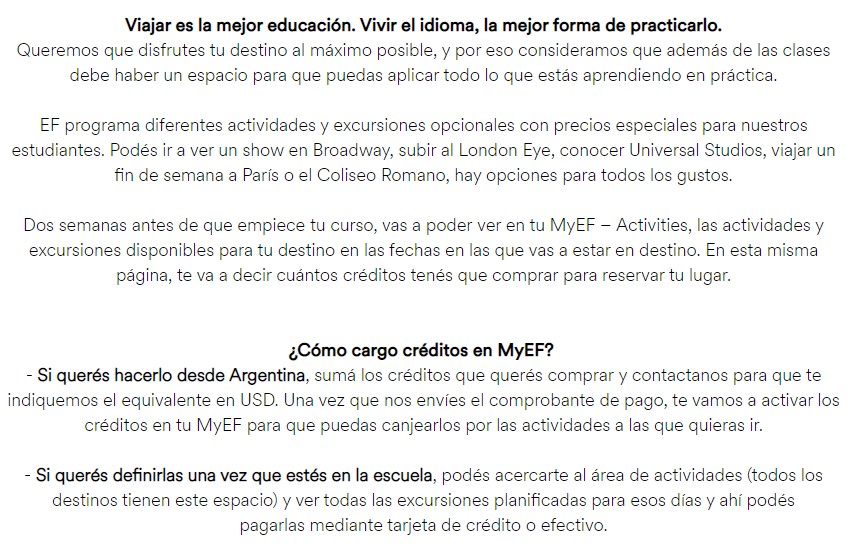 Viajar es la mejor educación. Vivir el idioma, la mejor forma de practicarlo.
Queremos que disfrutes tu destino al máximo posible, y por eso consideramos que además de las clases
debe haber un espacio para que puedas aplicar todo lo que estás aprendiendo en práctica.
EF programa diferentes actividades y excursiones opcionales con precios especiales para nuestros
estudiantes. Podés ir a ver un show en Broadway, subir al London Eye, conocer Universal Studios, viajar un
fin de semana a París o el Coliseo Romano, hay opciones para todos los gustos.
Dos semanas antes de que empiece tu curso, vas a poder ver en tu MyEF – Activities, las actividades y
excursiones disponibles para tu destino en las fechas en las que vas a estar en destino. En esta misma
página, te va a decir cuántos créditos tenés que comprar para reservar tu lugar.
¿Cómo cargo créditos en MyEF?
- Si querés hacerlo desde Argentina, sumá los créditos que querés comprar y contactanos para que te
indiquemos el equivalente en USD. Una vez que nos envíes el comprobante de pago, te vamos a activar los
créditos en tu MyEF para que puedas canjearlos por las actividades a las que quieras ir.
- Si querés definirlas una vez que estés en la escuela, podés acercarte al área de actividades (todos los
destinos tienen este espacio) y ver todas las excursiones planificadas para esos días y ahí podés
pagarlas mediante tarjeta de crédito o efectivo.